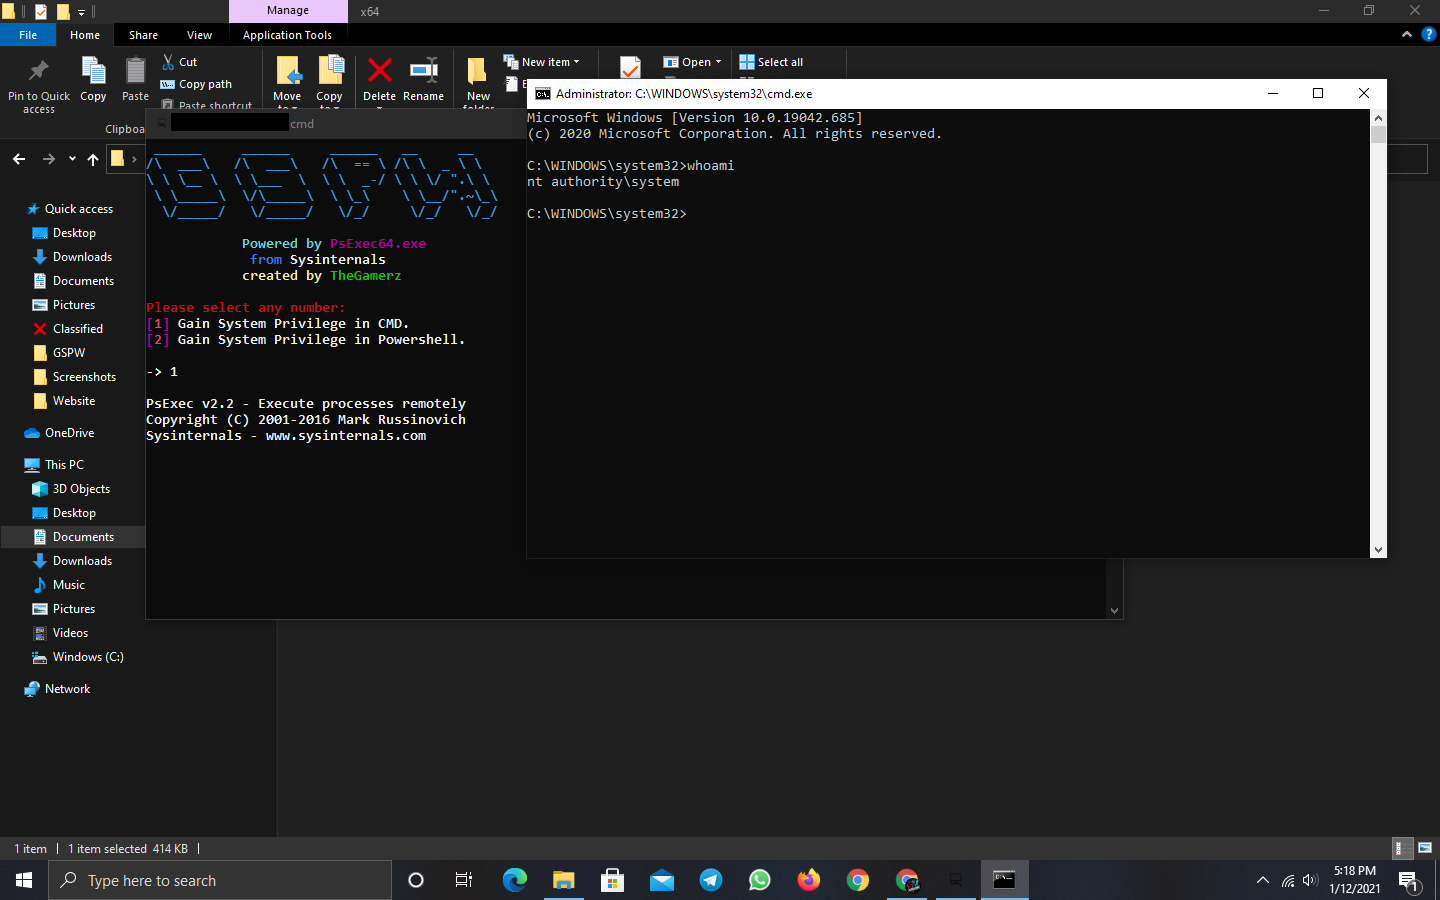 Manage
x64
File
Home
Share
View
Application Tools
Pin to Quick access
Copy
Paste
Cut
Copy path
Paste shortcut
Move to
Copy to
Delete
Rename
New folder
New item
Open
Select all
Quick access
Desktop
Downloads
Documents
Pictures
Classified
GSPW
Screenshots
Website
OneDrive
This PC
3D Objects
Desktop
Documents
Downloads
Music
Pictures
Videos
Windows (C:)
Network
cmd
GSPW
Powered by PsExec64.exe
from Sysinternals
created by TheGamerz
Please select any number:
[1] Gain System Privilege in CMD.
[2] Gain System Privilege in Powershell.
-> 1
PsExec v2.2 - Execute processes remotely
Copyright (C) 2001-2016 Mark Russinovich
Sysinternals - www.sysinternals.com
Administrator: C:\WINDOWS\system32\cmd.exe
Microsoft Windows [Version 10.0.19042.685]
(c) 2020 Microsoft Corporation. All rights reserved.
C:\WINDOWS\system32>whoami
nt authority\system
C:\WINDOWS\system32>
1 item
1 item selected 414 KB
Type here to search
5:18 PM
1/12/2021
1